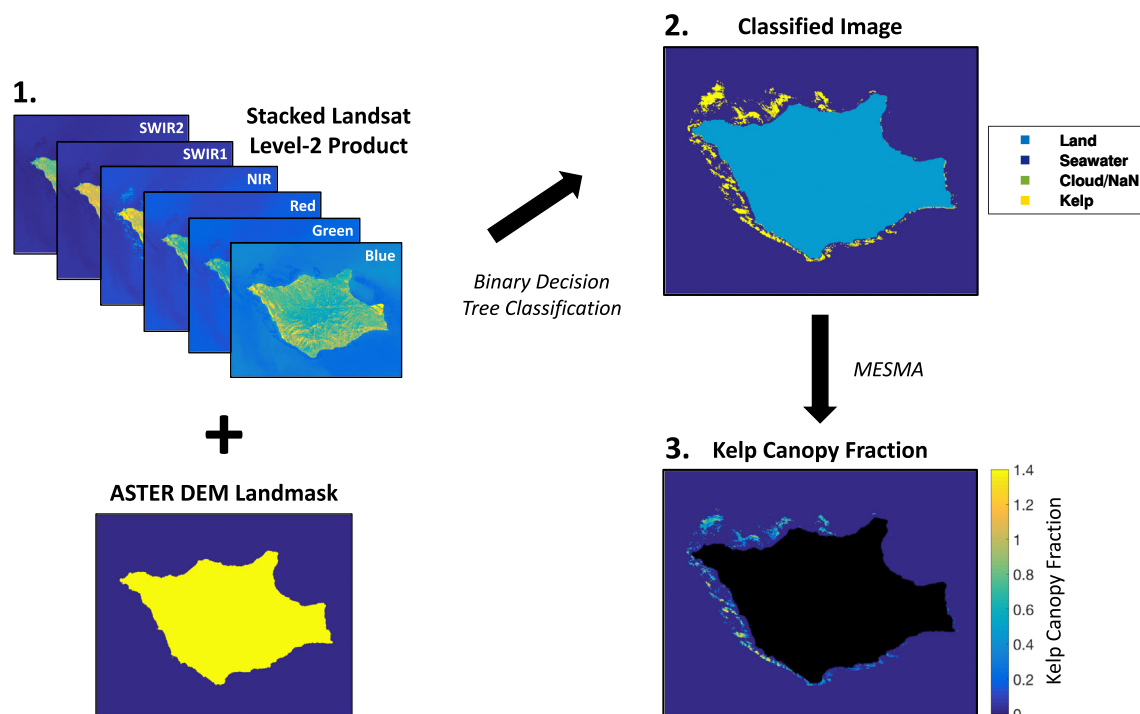 1.
Stacked Landsat
Level-2 Product
SWIR2
SWIR1
NIR
Red
Green
Blue
+
ASTER DEM Landmask
Binary Decision
Tree Classification
2.
Classified Image
Land
Seawater
Cloud/NaN
Kelp
MESMA
3.
Kelp Canopy Fraction
1.4
1.2
1
0.8
0.6
0.4
0.2
0
Kelp Canopy Fraction